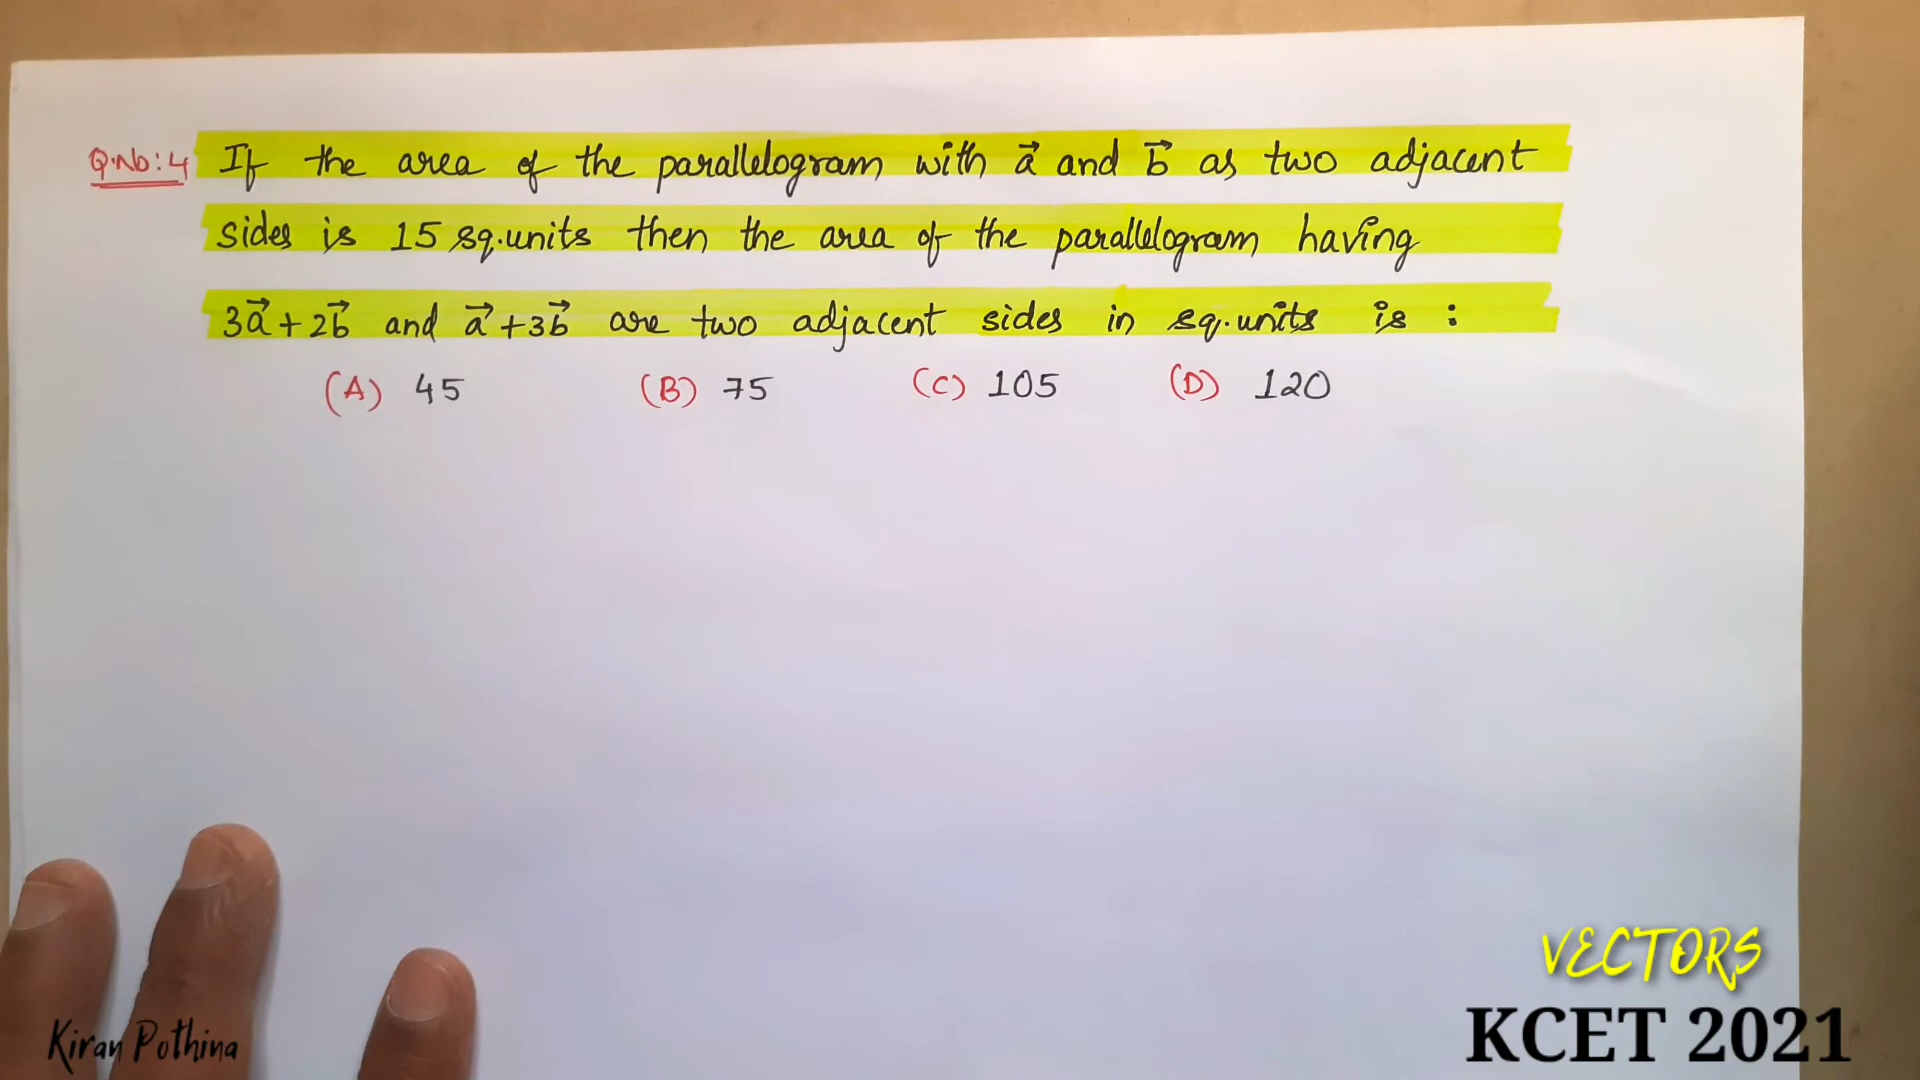 Q.No:4 If the area of the parallelogram with a⃗ and b⃗ as two adjacent
sides is 15 sq.units then the area of the parallelogram having
3a⃗ + 2b⃗ and a⃗ + 3b⃗ are two adjacent sides in sq.units is :
(A) 45 (B) 75 (C) 105 (D) 120
VECTORS
KCET 2021
Kiran Pothina